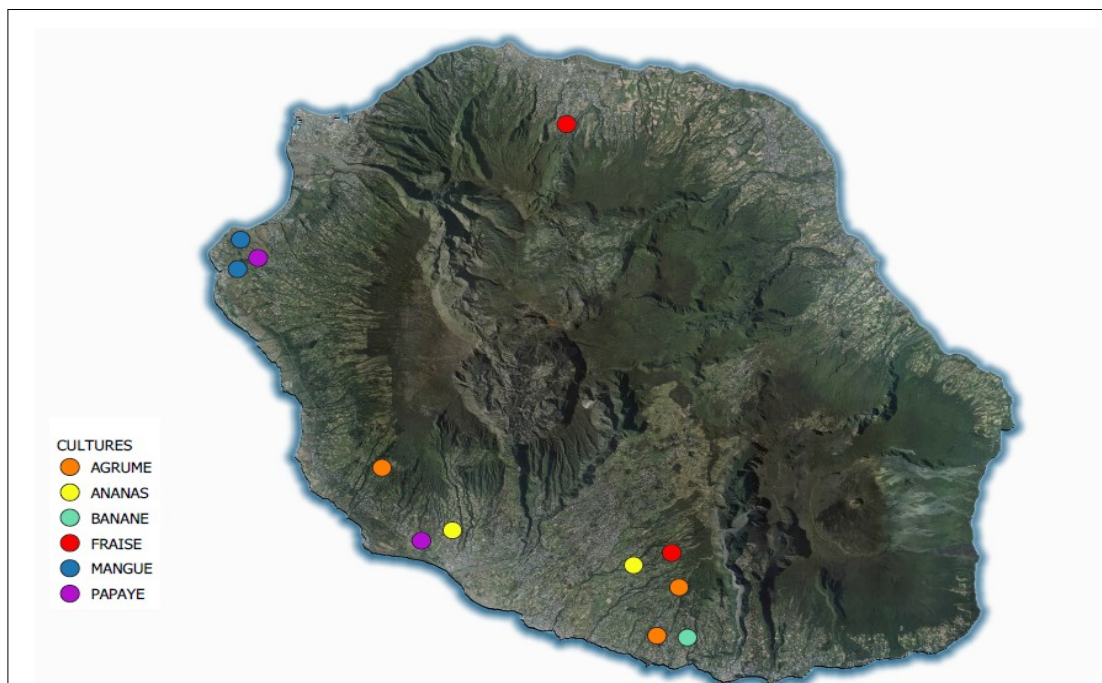 CULTURES
AGRUME
ANANAS
BANANE
FRAISE
MANGUE
PAPAYE